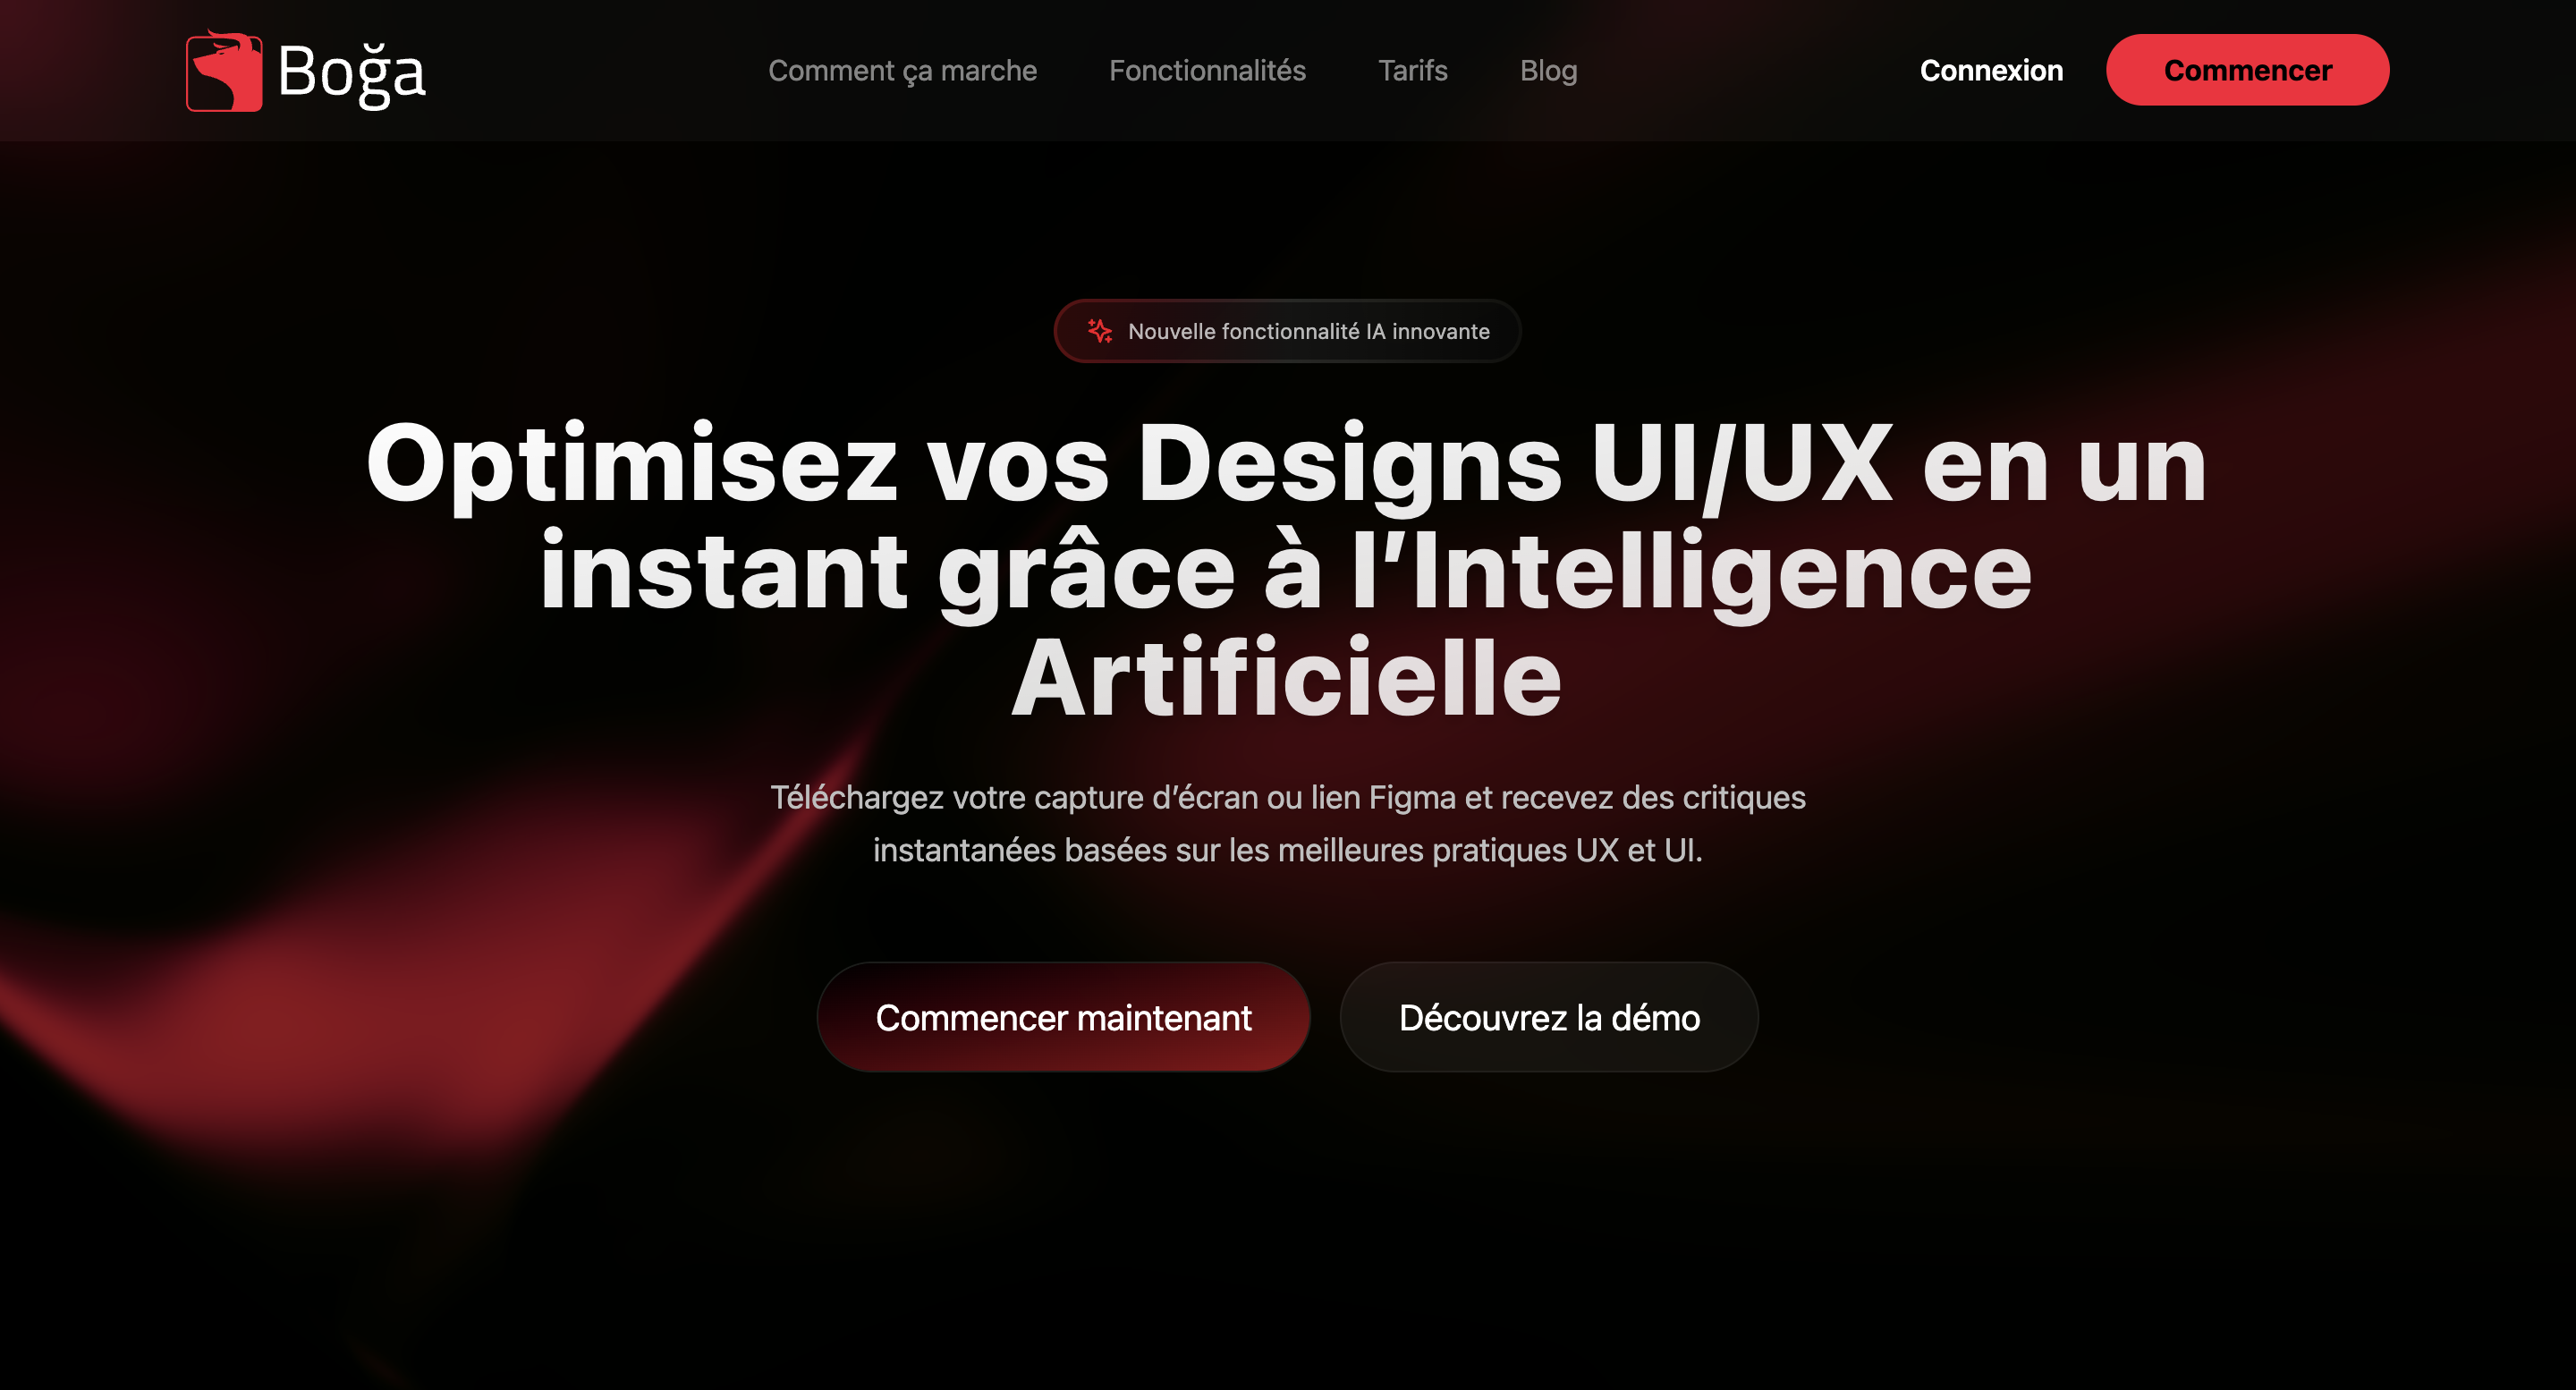 Boğa
Comment ça marche
Fonctionnalités
Tarifs
Blog
Connexion
Commencer
Nouvelle fonctionnalité IA innovante
Optimisez vos Designs UI/UX en un
instant grâce à l’Intelligence
Artificielle
Téléchargez votre capture d’écran ou lien Figma et recevez des critiques
instantanées basées sur les meilleures pratiques UX et UI.
Commencer maintenant
Découvrez la démo